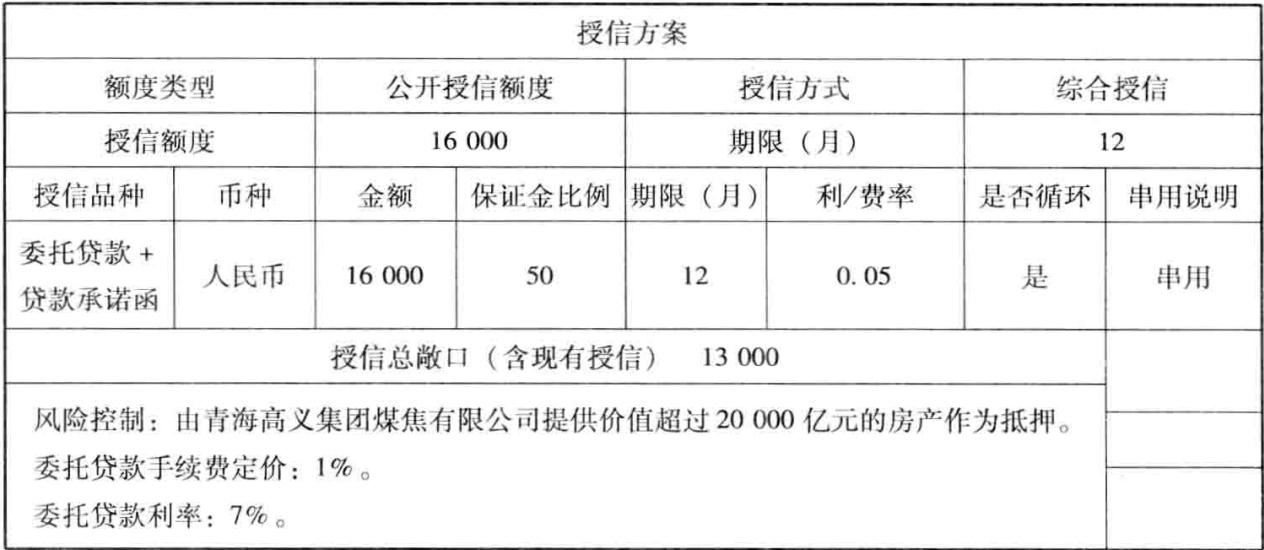 授信方案
额度类型 公开授信额度 授信方式 综合授信
授信额度 16 000 期限（月） 12
授信品种 币种 金额 保证金比例 期限（月） 利/费率 是否循环 串用说明
委托贷款+
贷款承诺函 人民币 16 000 50 12 0.05 是 串用
授信总敞口（含现有授信） 13 000
风险控制：由青海高义集团煤焦有限公司提供价值超过20 000亿元的房产作为抵押。
委托贷款手续费定价：1%。
委托贷款利率：7%。